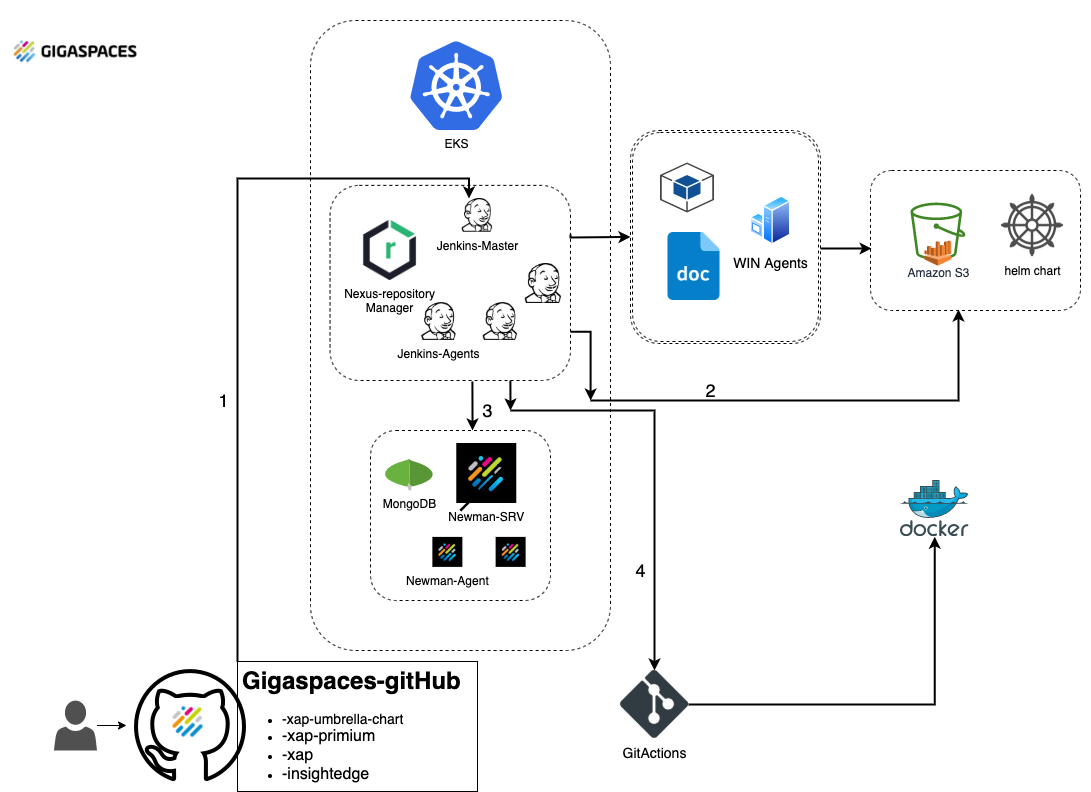 GIGASPACES
EKS
Jenkins-Master
Nexus-repository
Manager
Jenkins-Agents
doc
WIN Agents
Amazon S3
helm chart
1
2
3
MongoDB
Newman-SRV
Newman-Agent
4
docker
Gigaspaces-gitHub
-xap-umbrella-chart
-xap-primium
-xap
-insightedge
GitActions
r